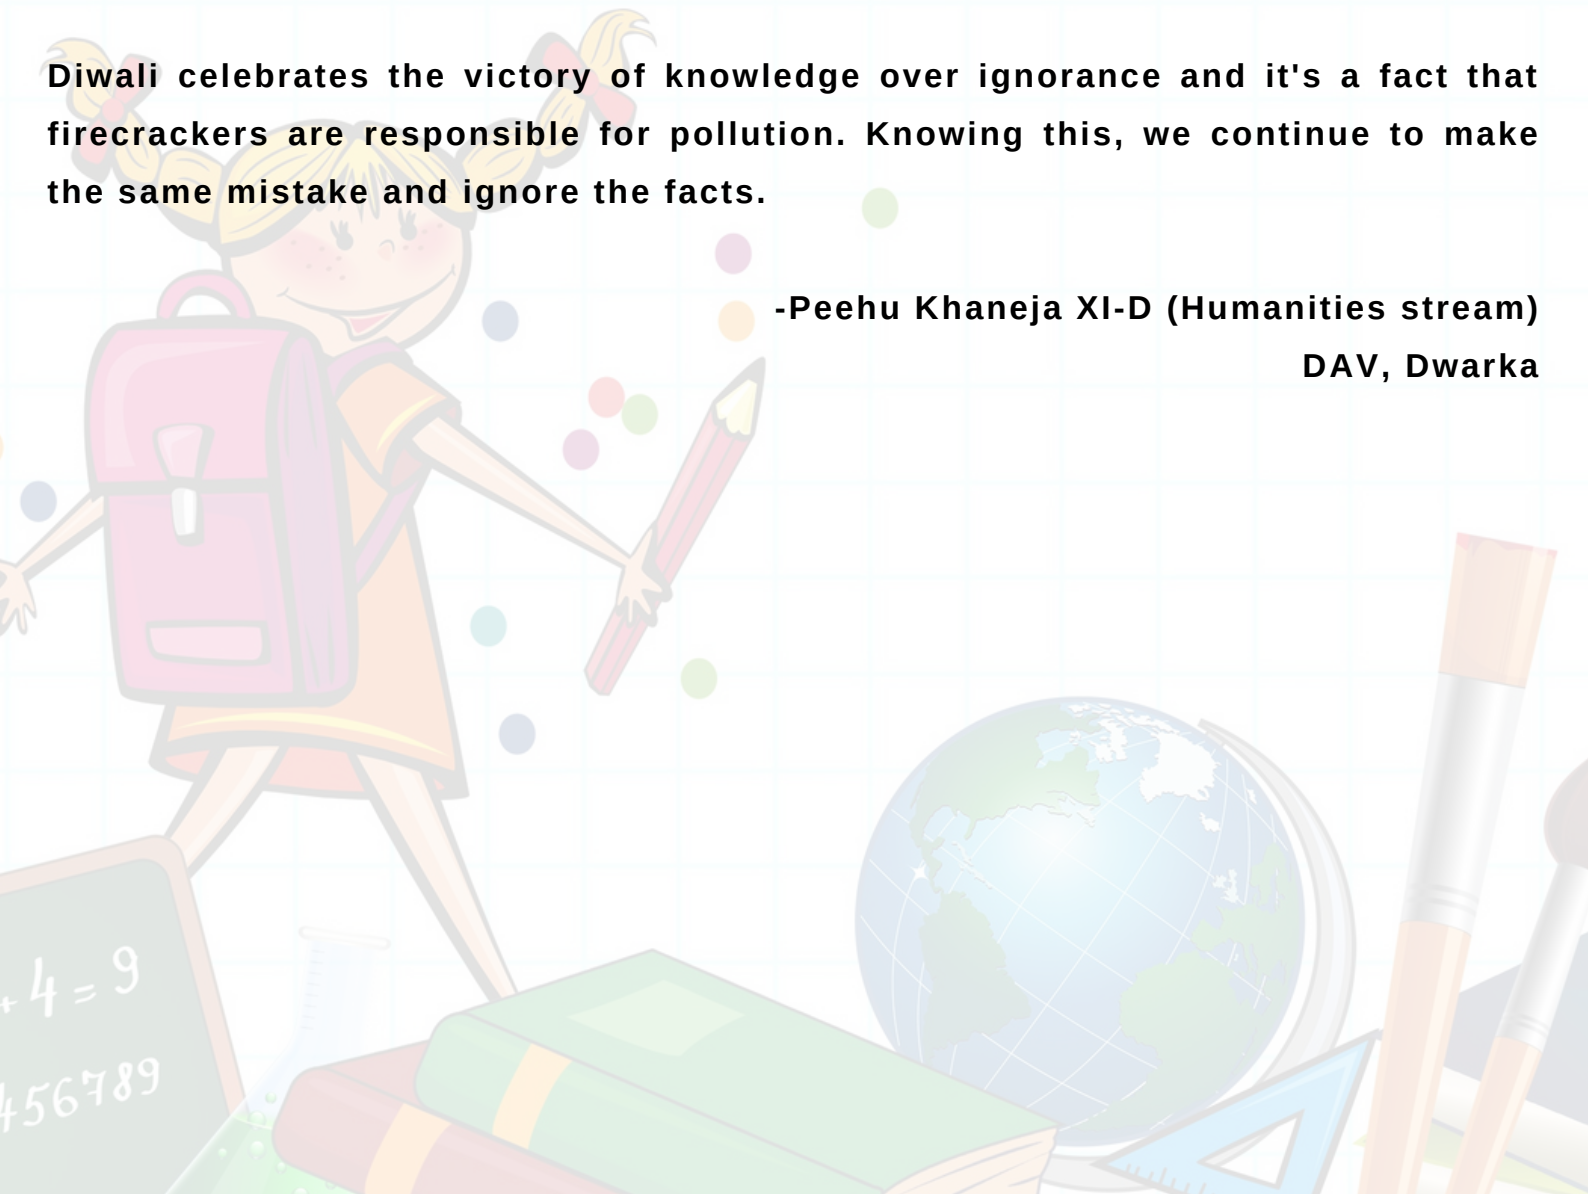 Diwali celebrates the victory of knowledge over ignorance and it's a fact that
firecrackers are responsible for pollution. Knowing this, we continue to make
the same mistake and ignore the facts.
-Peehu Khaneja XI-D (Humanities stream)
DAV, Dwarka
+ 4 = 9
456789